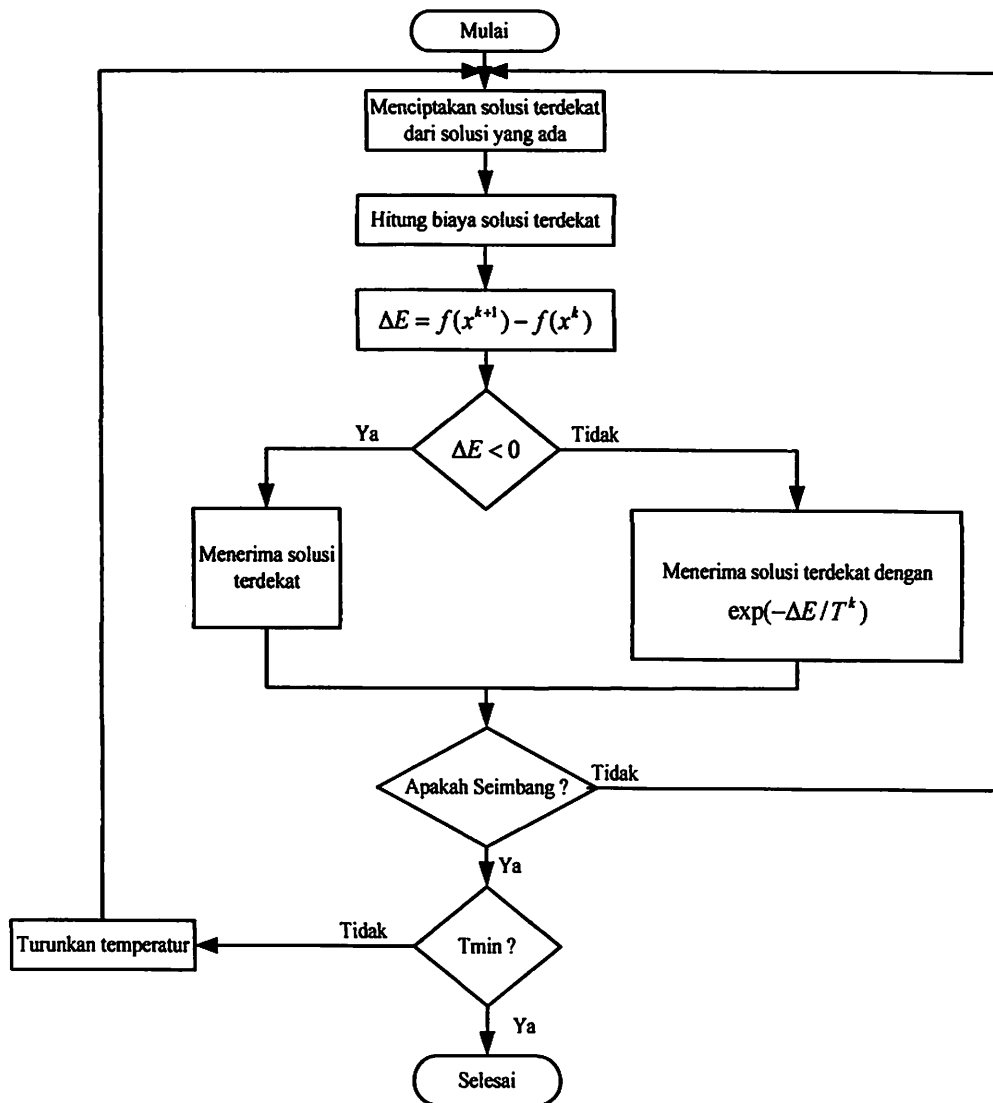 Mulai
Menciptakan solusi terdekat
dari solusi yang ada
Hitung biaya solusi terdekat
ΔE = f(x^{k+1}) − f(x^k)
Ya
ΔE < 0
Tidak
Menerima solusi
terdekat
Menerima solusi terdekat dengan
exp(−ΔE / T^k)
Apakah Seimbang ?
Tidak
Ya
Turunkan temperatur
Tidak
Tmin ?
Ya
Selesai